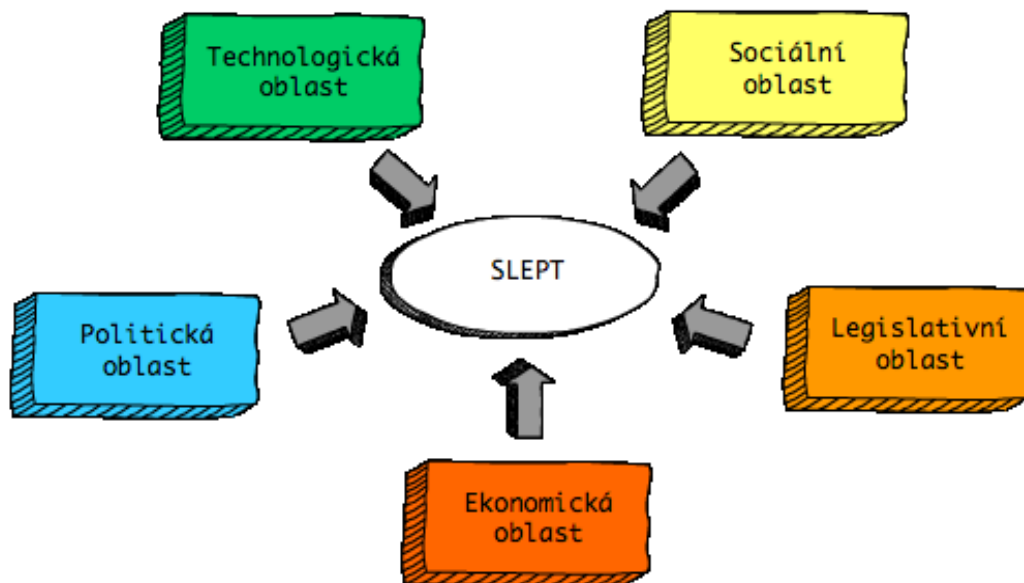 Technologická
oblast
Sociální
oblast
SLEPT
Politická
oblast
Legislativní
oblast
Ekonomická
oblast